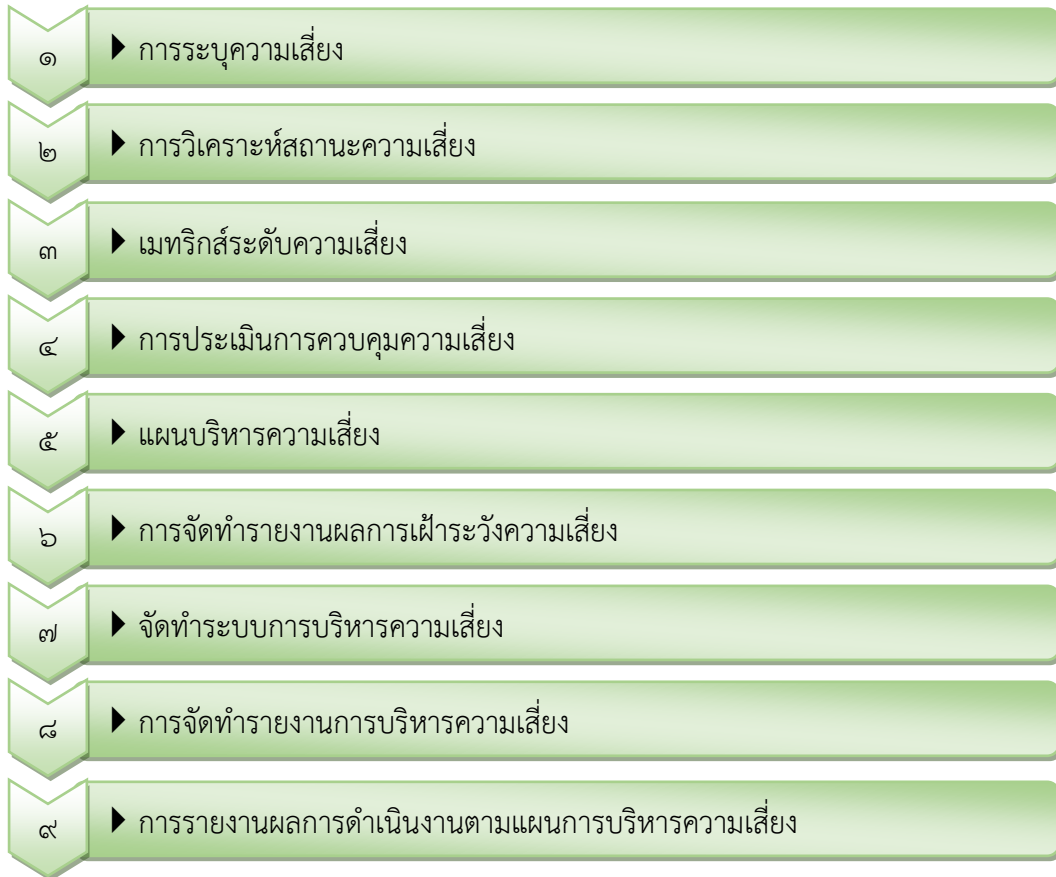 ๑ การระบุความเสี่ยง
๒ การวิเคราะห์สถานะความเสี่ยง
๓ เมทริกส์ระดับความเสี่ยง
๔ การประเมินการควบคุมความเสี่ยง
๕ แผนบริหารความเสี่ยง
๖ การจัดทำรายงานผลการเฝ้าระวังความเสี่ยง
๗ จัดทำระบบการบริหารความเสี่ยง
๘ การจัดทำรายงานการบริหารความเสี่ยง
๙ การรายงานผลการดำเนินงานตามแผนการบริหารความเสี่ยง